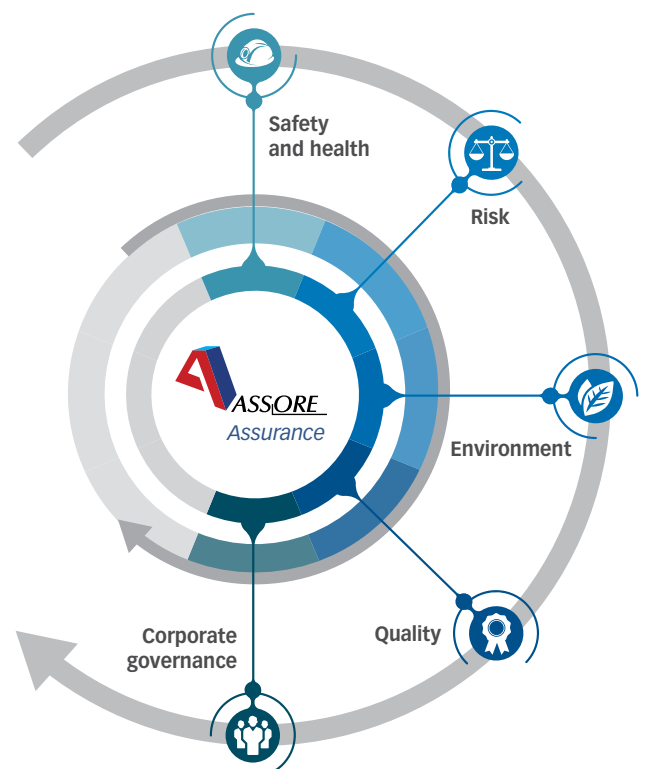 Safety
and health
Risk
ASSORE
Assurance
Environment
Quality
Corporate
governance